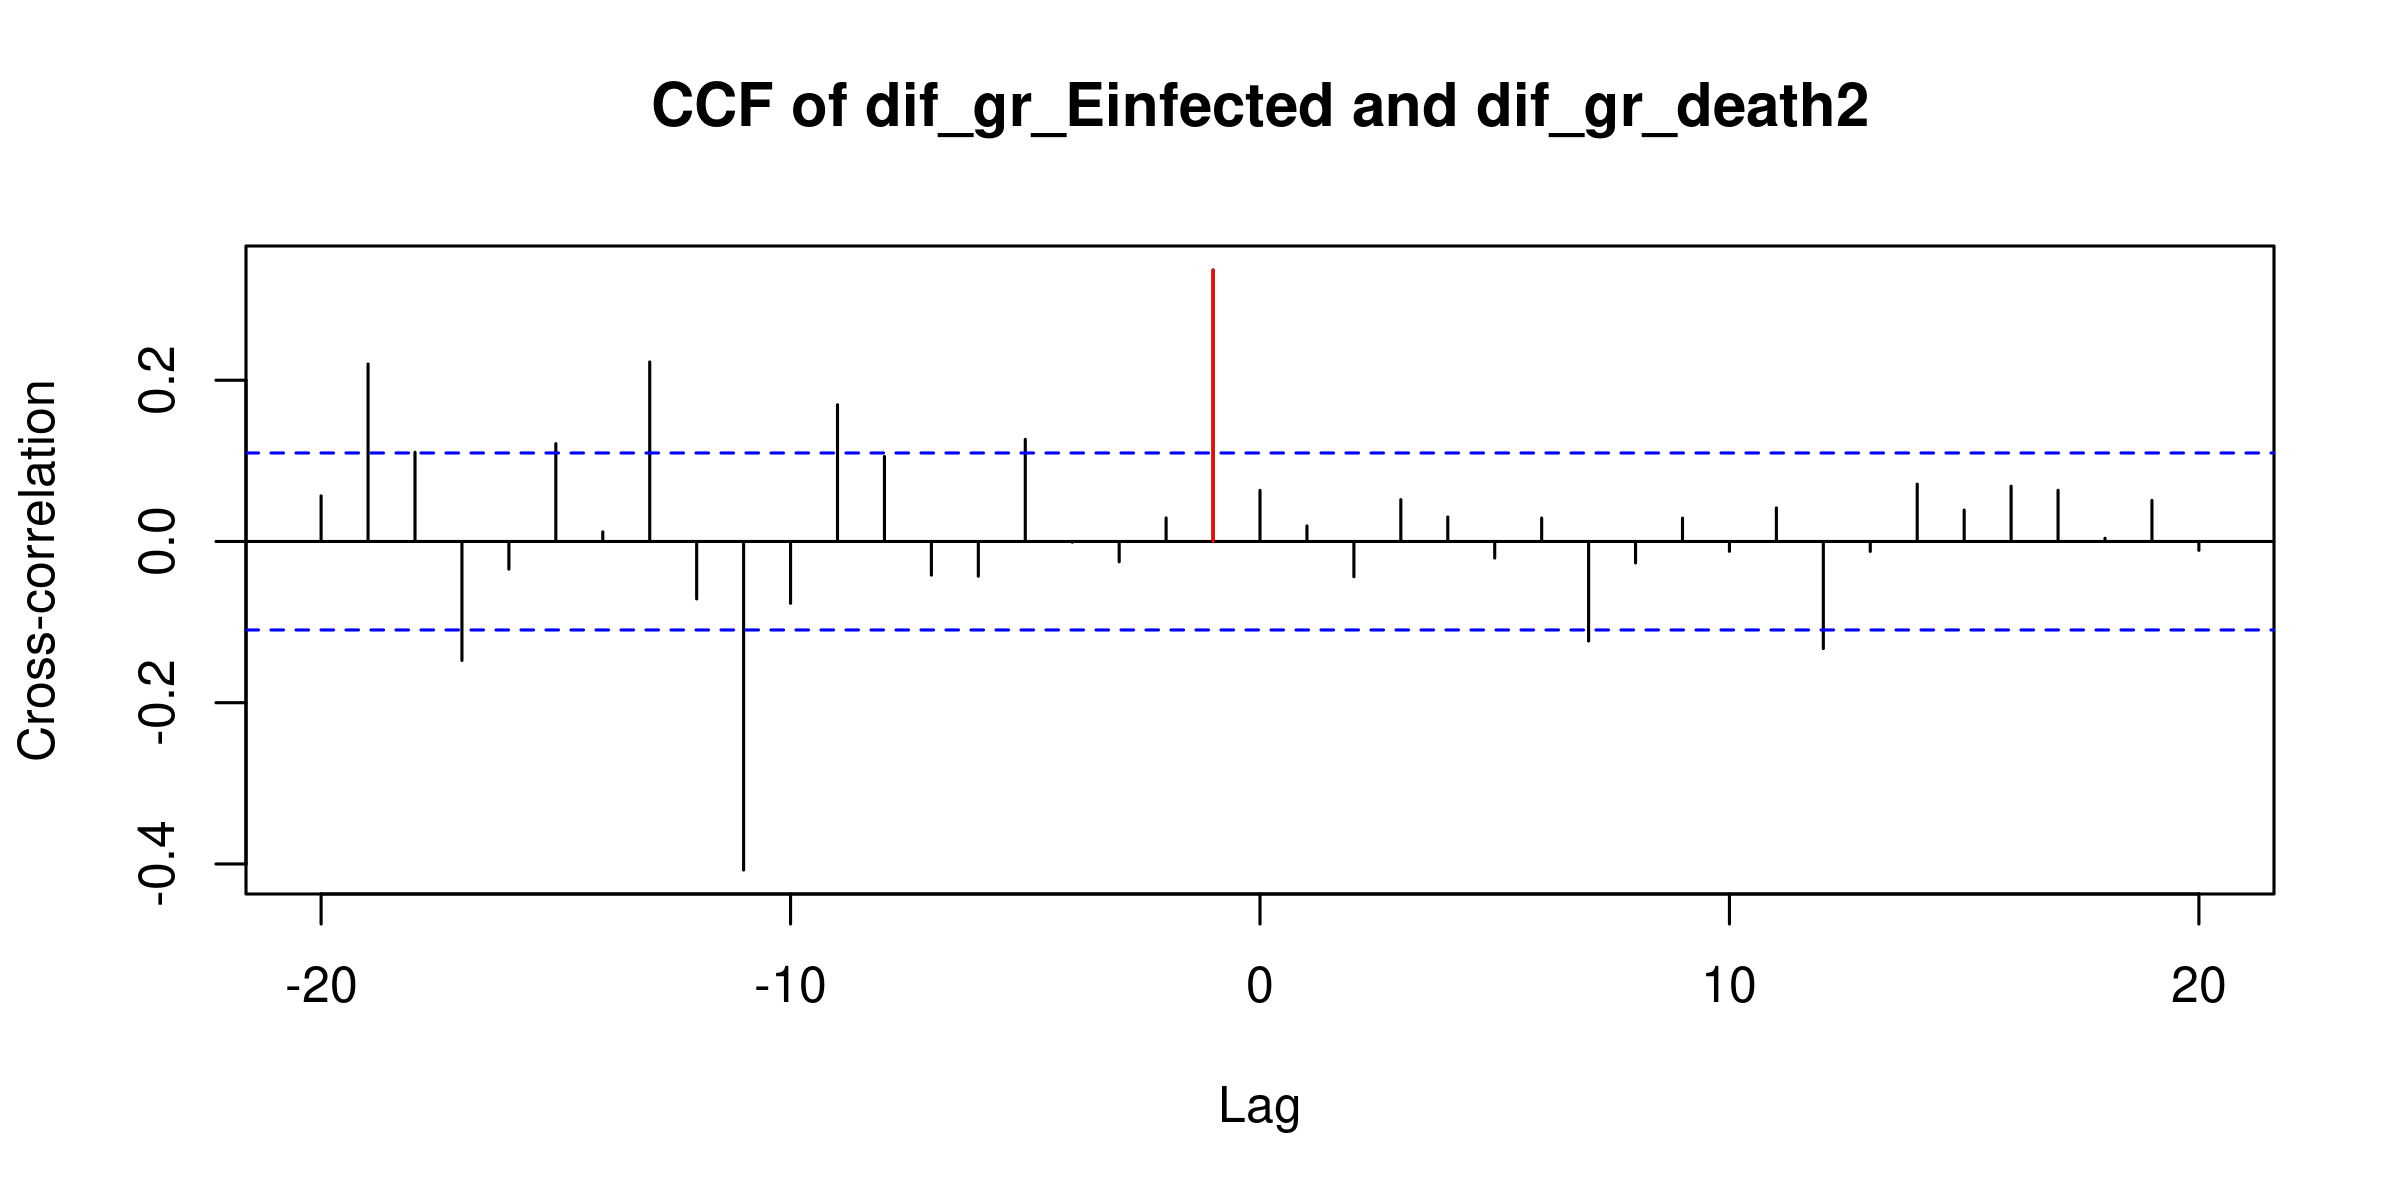 CCF of dif_gr_Einfected and dif_gr_death2
Cross-correlation
0.2
0.0
-0.2
-0.4
-20 -10 0 10 20
Lag